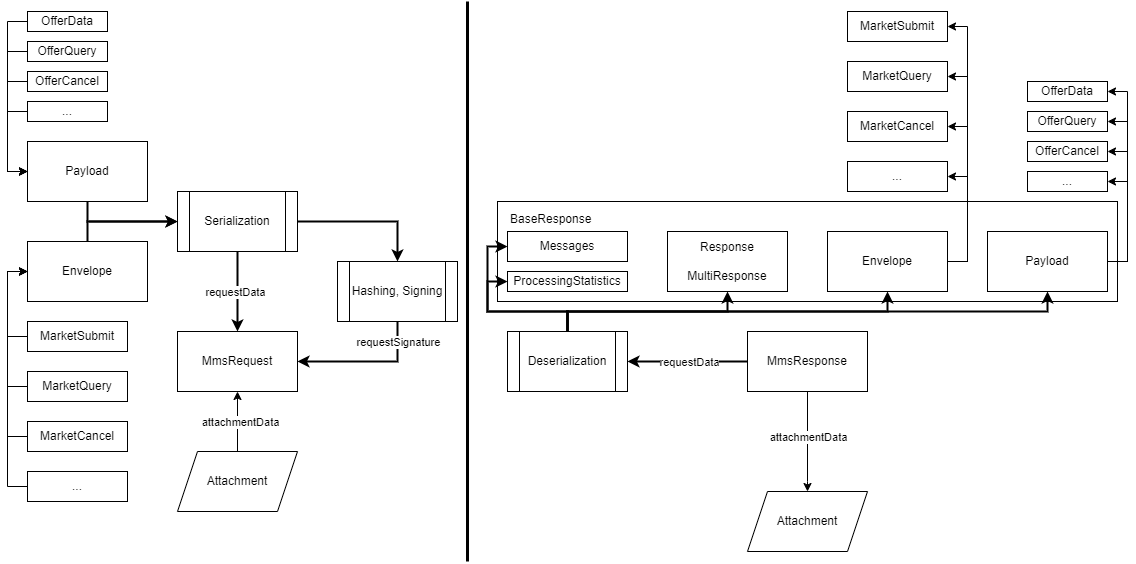 OfferData
OfferQuery
OfferCancel
...
Payload
Serialization
Envelope
Hashing, Signing
requestData
MarketSubmit
requestSignature
MmsRequest
MarketQuery
attachmentData
MarketCancel
Attachment
...
MarketSubmit
MarketQuery
OfferData
OfferQuery
MarketCancel
OfferCancel
...
...
BaseResponse
Messages
Response
MultiResponse
Envelope
Payload
ProcessingStatistics
Deserialization
requestData
MmsResponse
attachmentData
Attachment